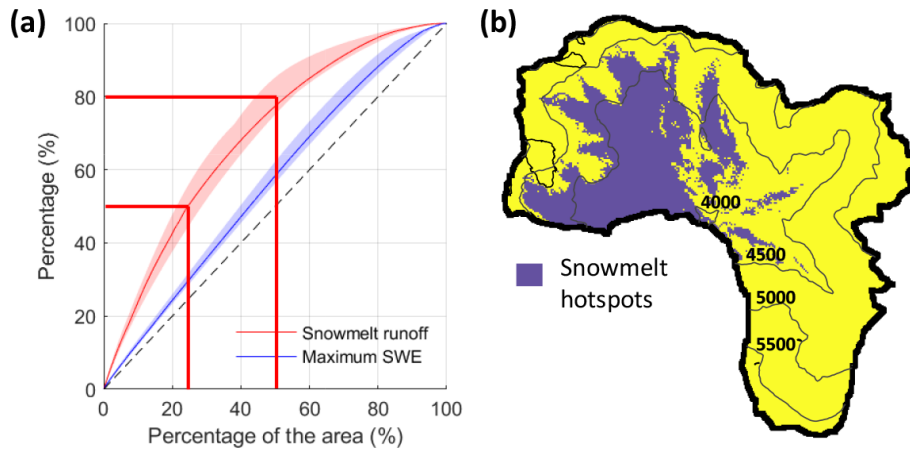 (a)
100
80
60
40
20
0
Percentage (%)
0 20 40 60 80 100
Percentage of the area (%)
Snowmelt runoff
Maximum SWE
(b)
4000
4500
5000
5500
Snowmelt
hotspots